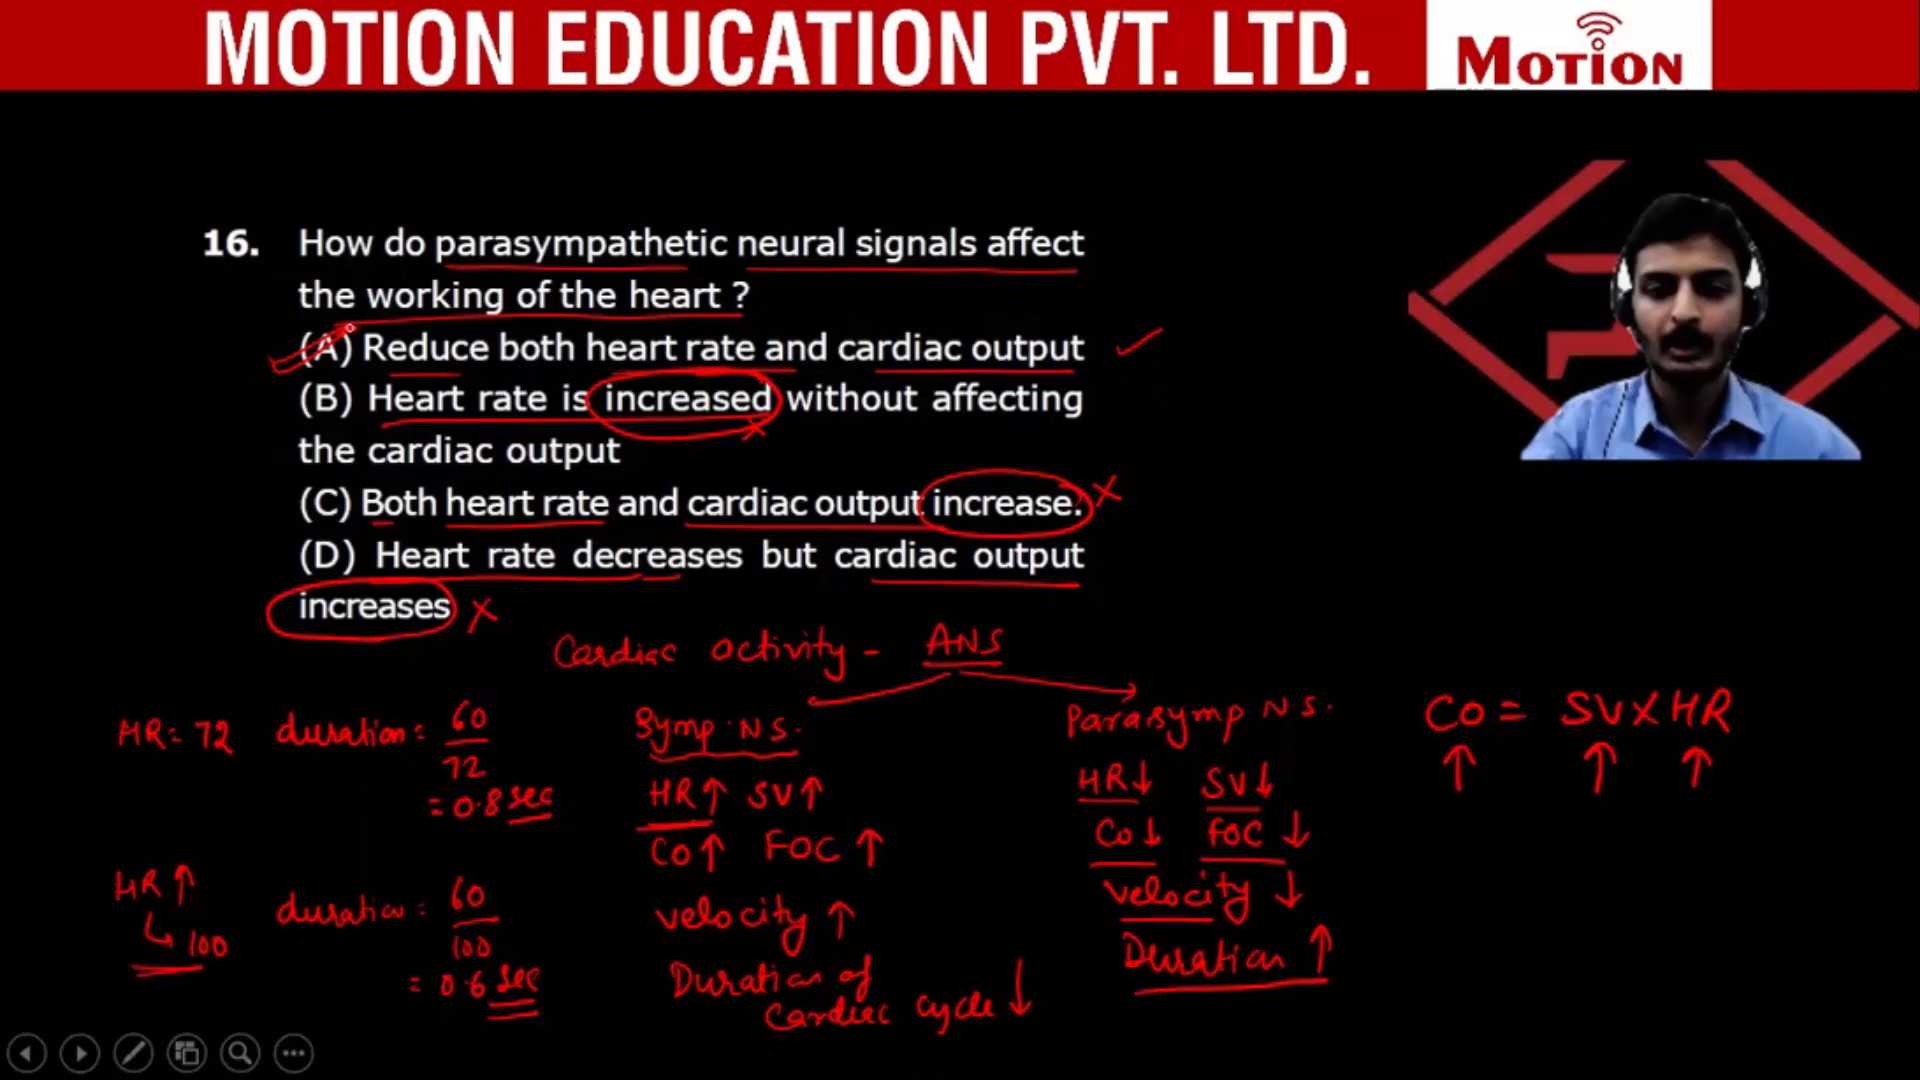 MOTION EDUCATION PVT. LTD.
MOTION
16. How do parasympathetic neural signals affect
the working of the heart ?
(A) Reduce both heart rate and cardiac output
(B) Heart rate is increased without affecting
the cardiac output
(C) Both heart rate and cardiac output increase.
(D) Heart rate decreases but cardiac output
increases
Cardiac activity - ANS
HR = 72 duration = 60/72
= 0.8 sec
HR ↑
↳ 100
duration = 60/100
= 0.6 sec
Symp. N S.
HR ↑ SV ↑
CO ↑ FOC ↑
velocity ↑
Duration of
Cardiac cycle ↓
Parasymp N S.
HR ↓ SV ↓
CO ↓ FOC ↓
velocity ↓
Duration ↑
CO = SV X HR
↑ ↑ ↑